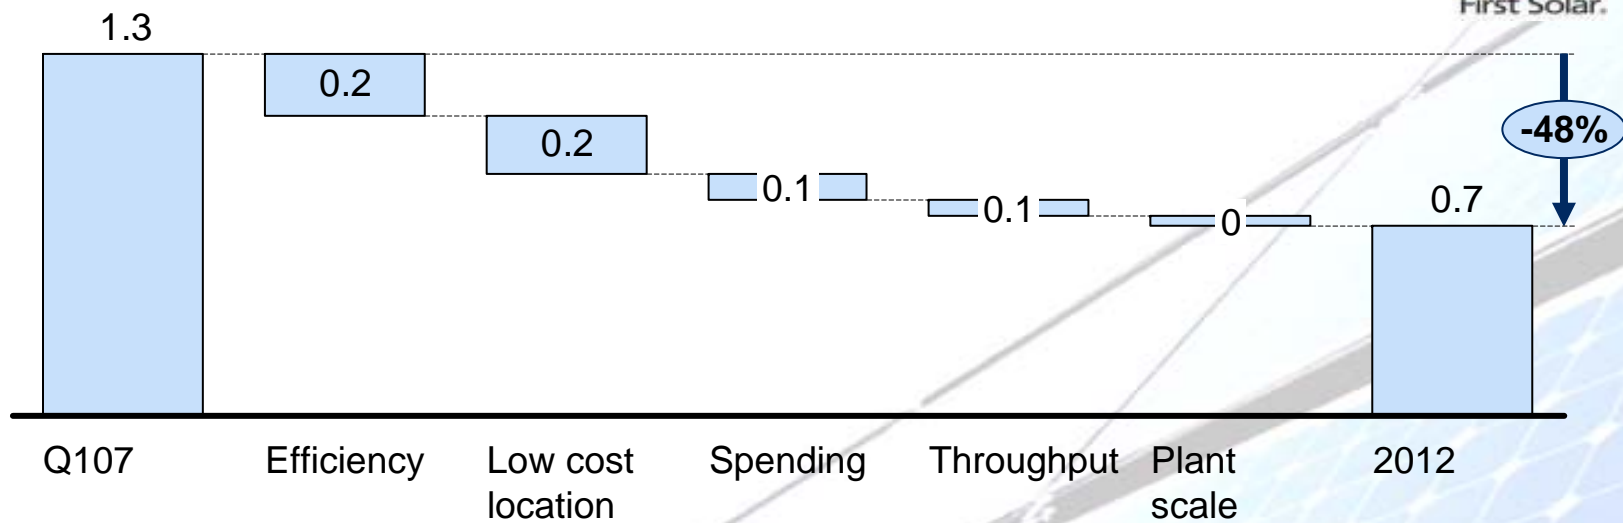 First Solar.
1.3
0.2
0.2
0.1
0.1
0
0.7
-48%
Q107
Efficiency
Low cost
location
Spending
Throughput
Plant
scale
2012